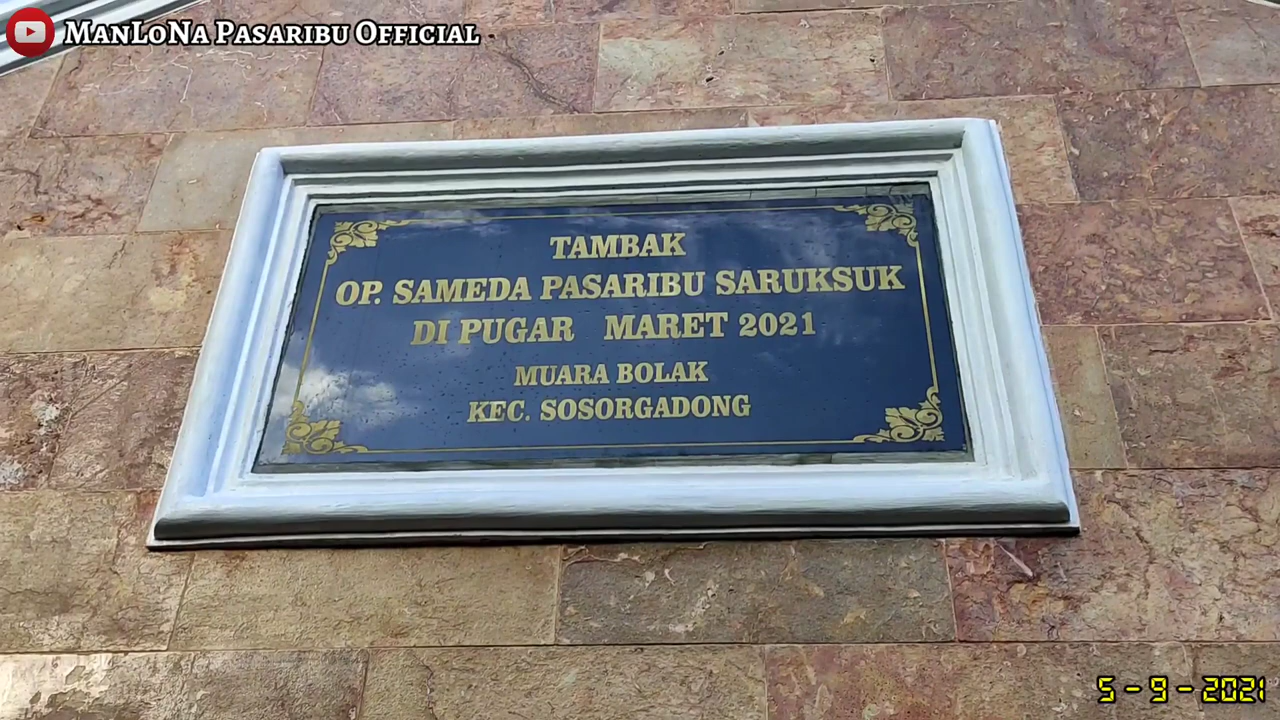 ManLoNa Pasaribu Official
TAMBAK
OP. SAMEDA PASARIBU SARUKSUK
DI PUGAR MARET 2021
MUARA BOLAK
KEC. SOSORGADONG
5-9-2021